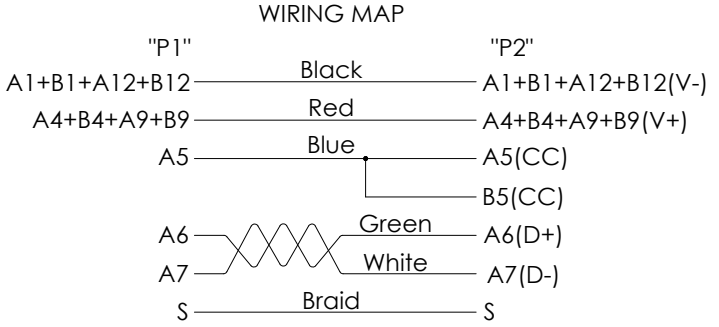 WIRING MAP
"P1" "P2"
A1+B1+A12+B12 Black A1+B1+A12+B12(V-)
A4+B4+A9+B9 Red A4+B4+A9+B9(V+)
A5 Blue A5(CC)
B5(CC)
A6 Green A6(D+)
A7 White A7(D-)
S Braid S